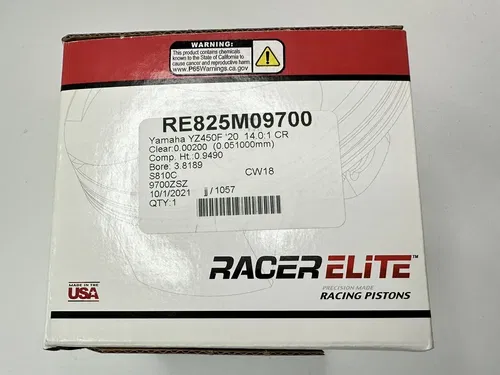 WARNING:
This product contains chemicals
known to the State of California to
cause cancer and reproductive harm
www.P65Warnings.ca.gov
RE825M09700
Yamaha YZ450F '20 14.0:1 CR
Clear:0.00200 (0.051000mm)
Comp. Ht.:0.9490
Bore: 3.8189
S810C CW18
9700ZSZ
10/1/2021 jj / 1057
QTY:1
MADE IN THE
USA
RACER ELiTE™
PRECISION-MADE
RACING PISTONS